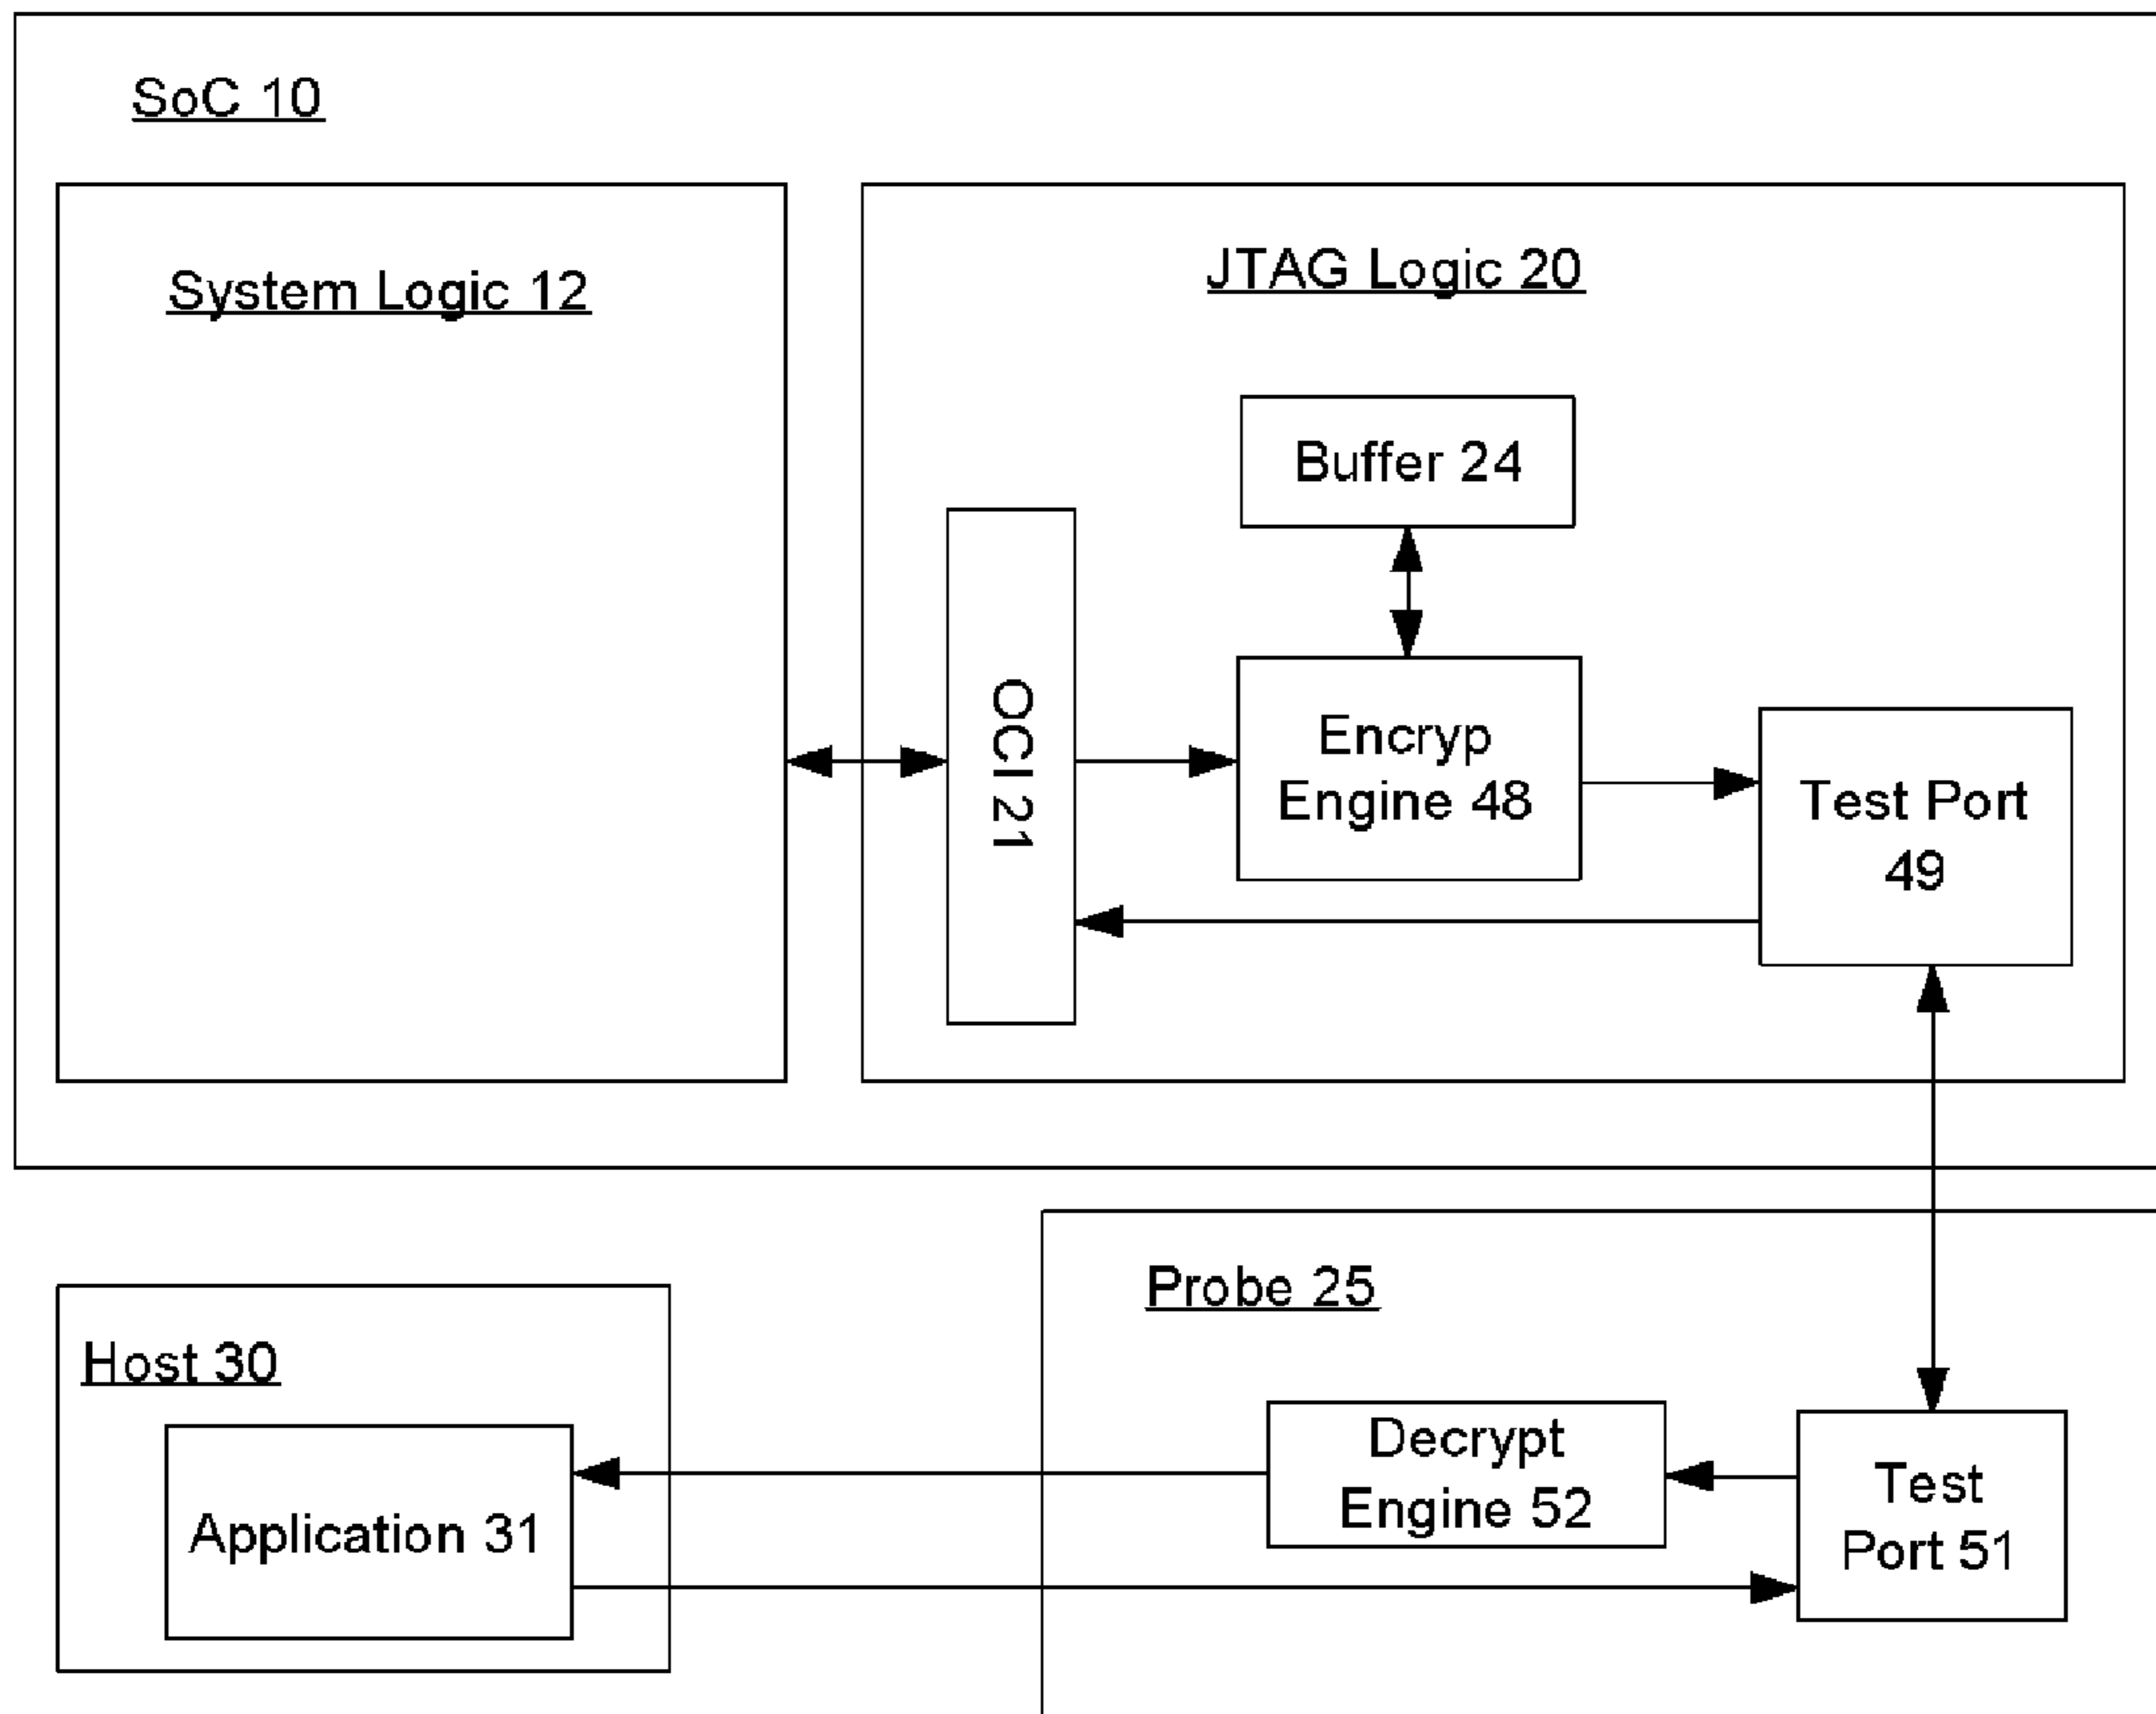 SoC 10
System Logic 12
JTAG Logic 20
Buffer 24
OCI 21
Encryp
Engine 48
Test Port
49
Probe 25
Host 30
Application 31
Decrypt
Engine 52
Test
Port 51